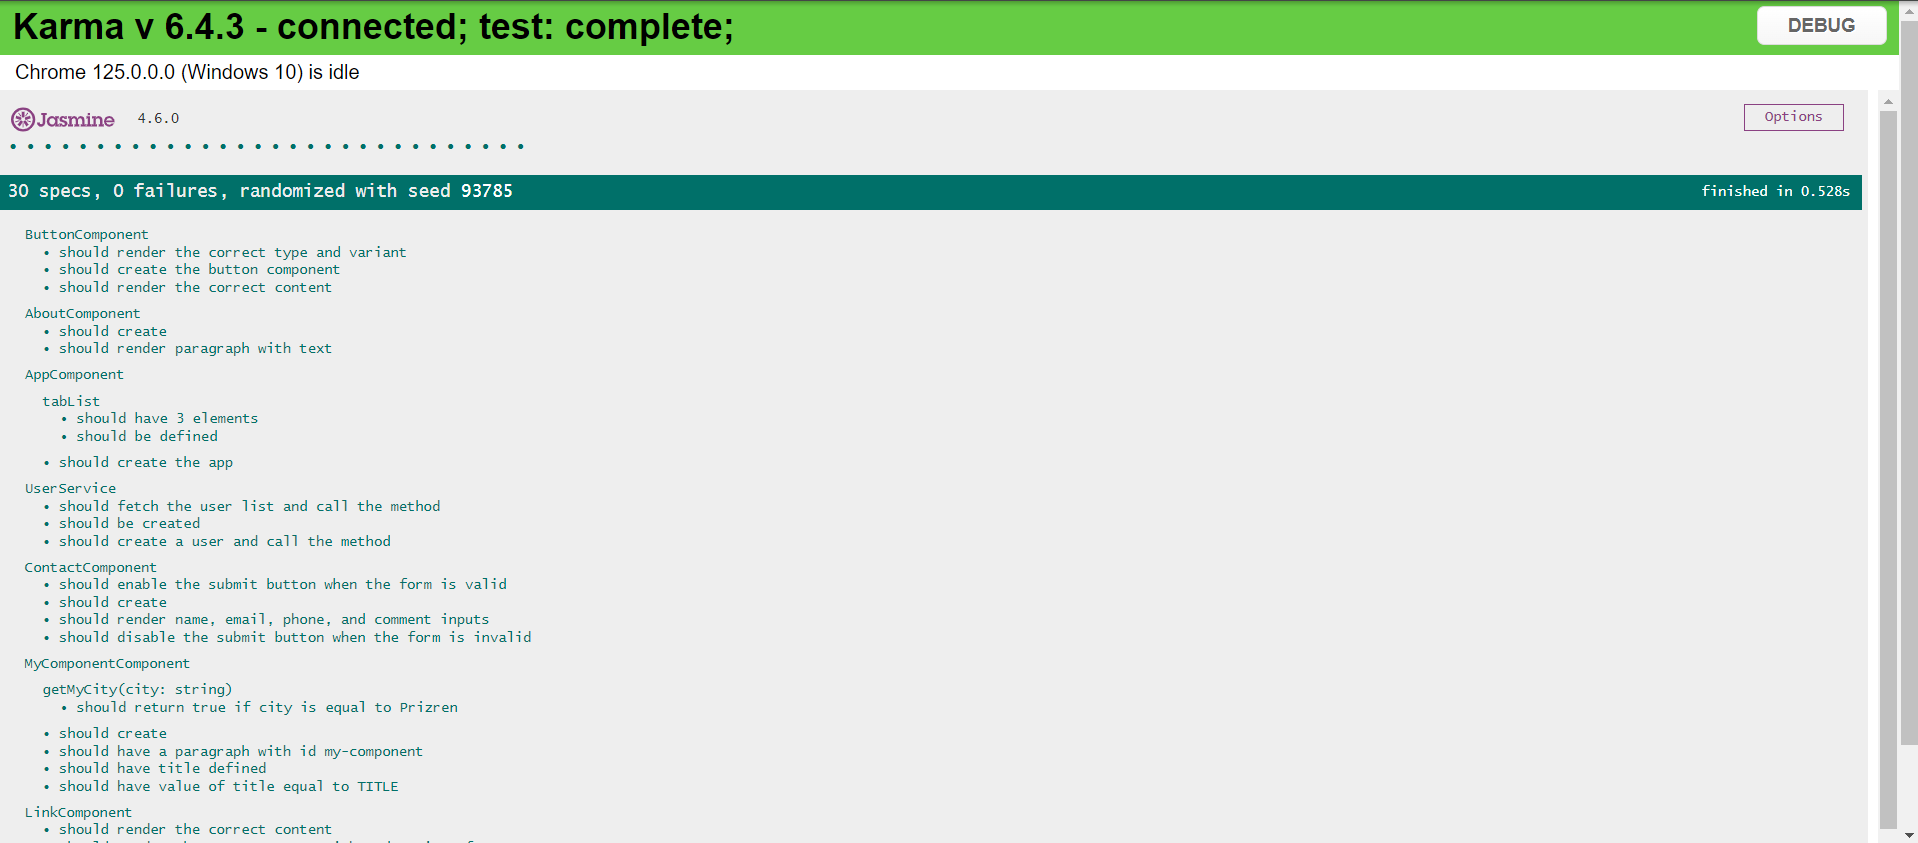 Karma v 6.4.3 - connected; test: complete;
DEBUG
Chrome 125.0.0.0 (Windows 10) is idle
Jasmine 4.6.0
Options
30 specs, 0 failures, randomized with seed 93785
finished in 0.528s
ButtonComponent
• should render the correct type and variant
• should create the button component
• should render the correct content
AboutComponent
• should create
• should render paragraph with text
AppComponent
tabList
• should have 3 elements
• should be defined
• should create the app
UserService
• should fetch the user list and call the method
• should be created
• should create a user and call the method
ContactComponent
• should enable the submit button when the form is valid
• should create
• should render name, email, phone, and comment inputs
• should disable the submit button when the form is invalid
MyComponentComponent
getMyCity(city: string)
• should return true if city is equal to Prizren
• should create
• should have a paragraph with id my-component
• should have title defined
• should have value of title equal to TITLE
LinkComponent
• should render the correct content